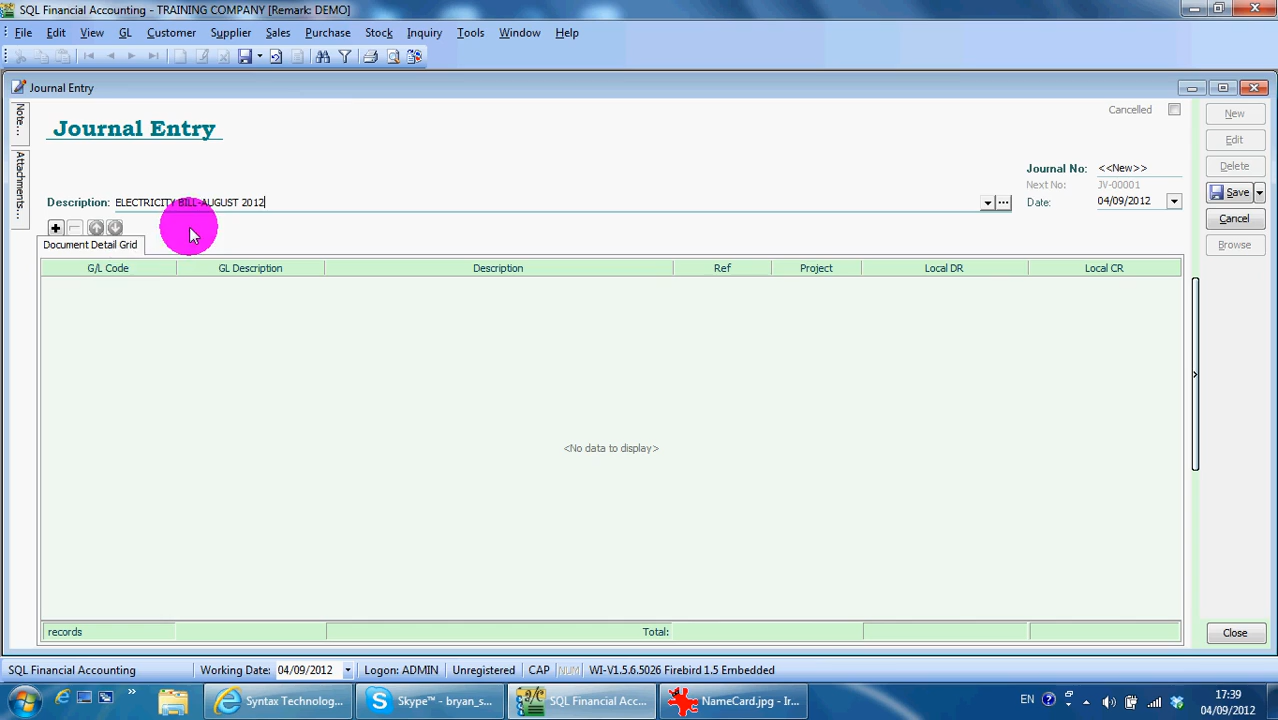 SQL Financial Accounting - TRAINING COMPANY [Remark: DEMO]
File Edit View GL Customer Supplier Sales Purchase Stock Inquiry Tools Window Help
Journal Entry
Note...
Attachments...
Journal Entry
Cancelled
Journal No: <<New>>
Next No: JV-00001
Description: ELECTRICITY BILL-AUGUST 2012
Date: 04/09/2012
Document Detail Grid
G/L Code GL Description Description Ref Project Local DR Local CR
<No data to display>
records Total:
New
Edit
Delete
Save
Cancel
Browse
Close
SQL Financial Accounting Working Date: 04/09/2012 Logon: ADMIN Unregistered CAP NUM WI-V1.5.6.5026 Firebird 1.5 Embedded
Syntax Technolog... Skype™ - bryan_s... SQL Financial Acc... NameCard.jpg - Ir... EN 17:39
04/09/2012